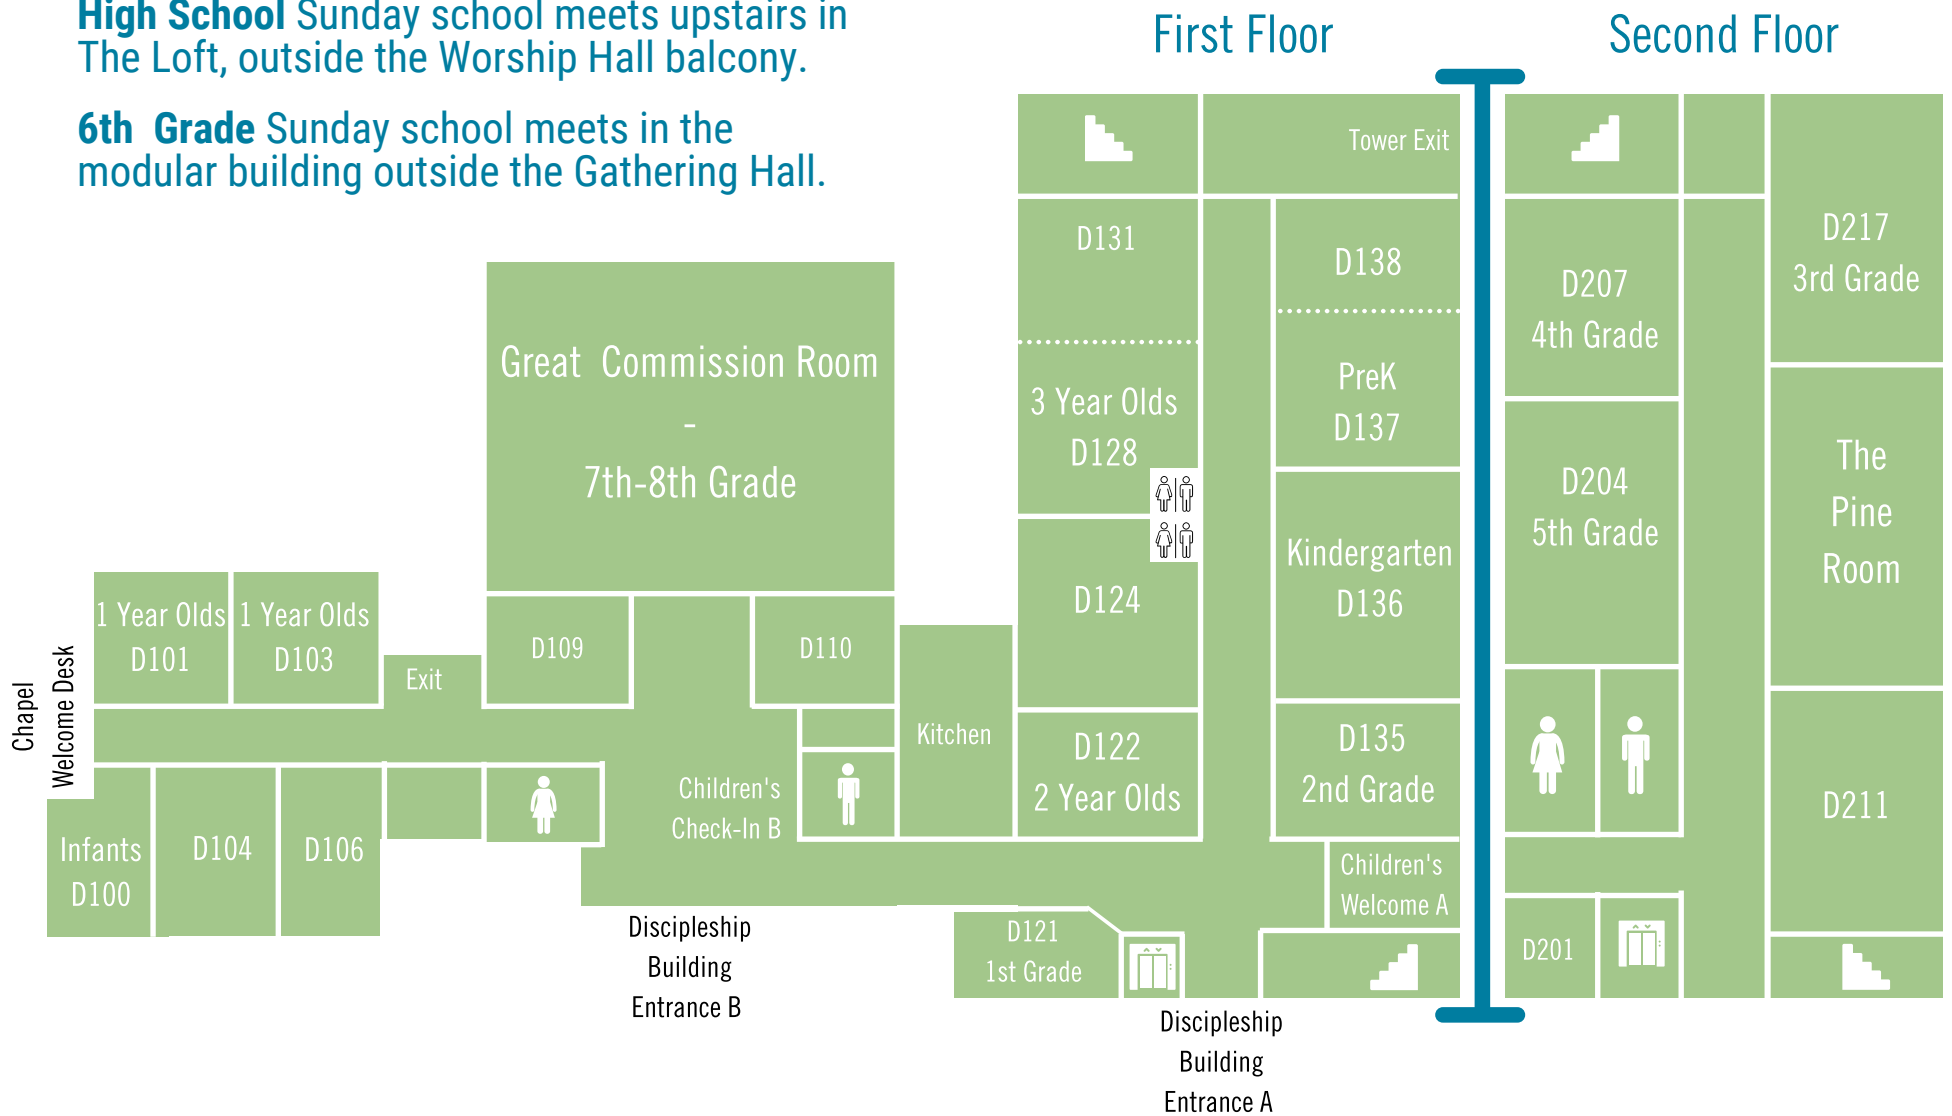 High School Sunday school meets upstairs in
The Loft, outside the Worship Hall balcony.
6th Grade Sunday school meets in the
modular building outside the Gathering Hall.
First Floor
Second Floor
Tower Exit
D131
D138
3 Year Olds
D128
PreK
D137
D124
Kindergarten
D136
D122
2 Year Olds
D135
2nd Grade
Great Commission Room
-
7th-8th Grade
1 Year Olds
D101
1 Year Olds
D103
Exit
D109
D110
Kitchen
Chapel
Welcome Desk
Infants
D100
D104
D106
Children's
Check-In B
Children's
Welcome A
D121
1st Grade
Discipleship
Building
Entrance B
Discipleship
Building
Entrance A
D207
4th Grade
D217
3rd Grade
D204
5th Grade
The
Pine
Room
D211
D201